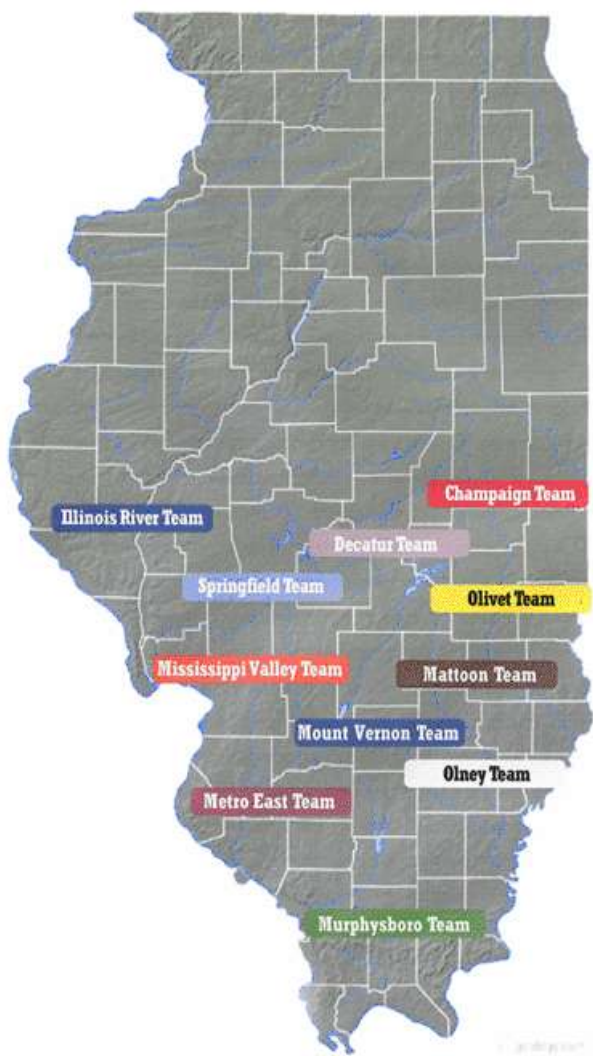 Champaign Team
Illinois River Team
Decatur Team
Springfield Team
Olivet Team
Mississippi Valley Team
Mattoon Team
Mount Vernon Team
Olney Team
Metro East Team
Murphysboro Team